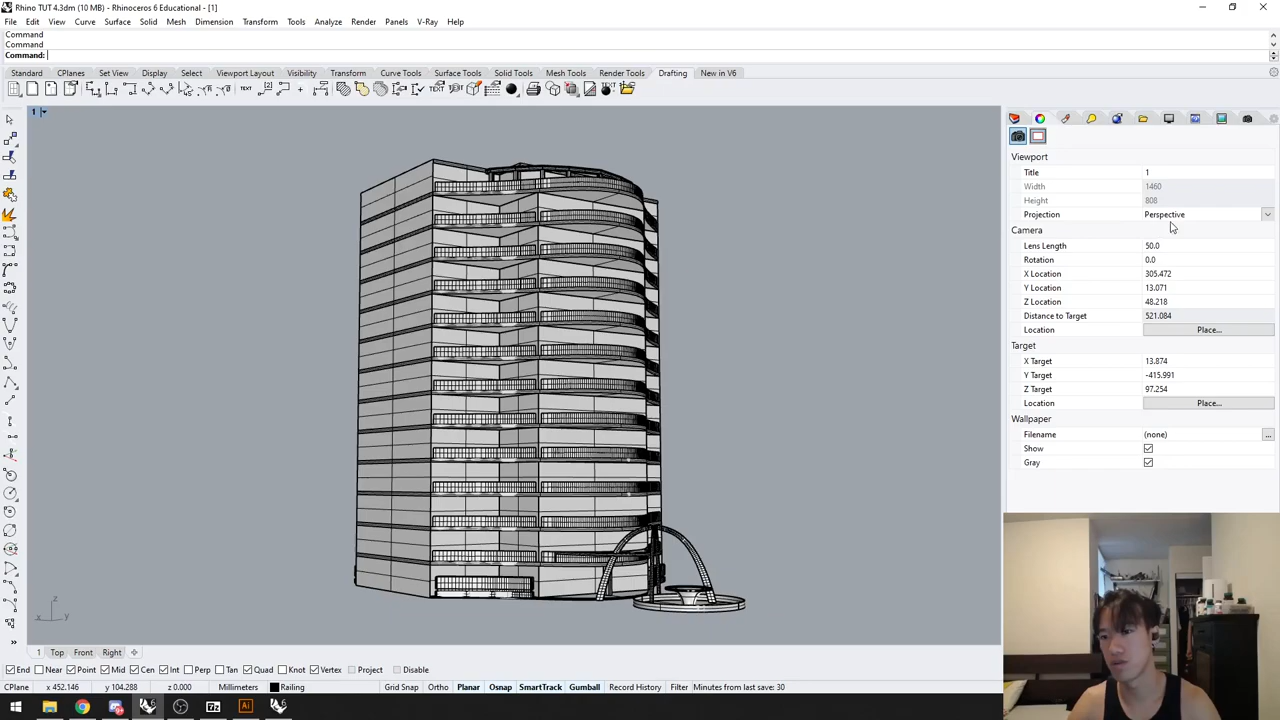 Rhino TUT 4.3dm (10 MB) - Rhinoceros 6 Educational - [1]
File Edit View Curve Surface Solid Mesh Dimension Transform Tools Analyze Render Panels V-Ray Help
Command
Command
Command:
Standard CPlanes Set View Display Select Viewport Layout Visibility Transform Curve Tools Surface Tools Solid Tools Mesh Tools Render Tools Drafting New in V6
1
Viewport
Title 1
Width 1460
Height 808
Projection Perspective
Camera
Lens Length 50.0
Rotation 0.0
X Location 305.472
Y Location 13.071
Z Location 48.218
Distance to Target 521.084
Location Place...
Target
X Target 13.874
Y Target -415.991
Z Target 97.254
Location Place...
Wallpaper
Filename (none) ...
Show
Gray
z
x y
1 Top Front Right
End Near Point Mid Cen Int Perp Tan Quad Knot Vertex Project Disable
CPlane x 452.146 y 104.288 z 0.000 Millimeters Railing Grid Snap Ortho Planar Osnap SmartTrack Gumball Record History Filter Minutes from last save: 30